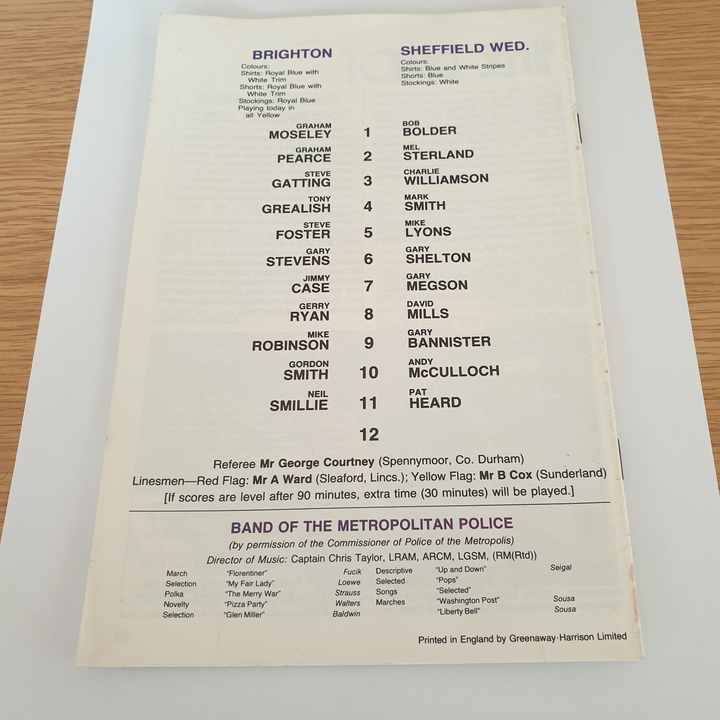 BRIGHTON
Colours:
Shirts: Royal Blue with
White Trim
Shorts: Royal Blue with
White Trim
Stockings: Royal Blue
Playing today in
all Yellow
SHEFFIELD WED.
Colours:
Shirts: Blue and White Stripes
Shorts: Blue
Stockings: White
GRAHAM MOSELEY 1 BOB BOLDER
GRAHAM PEARCE 2 MEL STERLAND
STEVE GATTING 3 CHARLIE WILLIAMSON
TONY GREALISH 4 MARK SMITH
STEVE FOSTER 5 MIKE LYONS
GARY STEVENS 6 GARY SHELTON
JIMMY CASE 7 GARY MEGSON
GERRY RYAN 8 DAVID MILLS
MIKE ROBINSON 9 GARY BANNISTER
GORDON SMITH 10 ANDY McCULLOCH
NEIL SMILLIE 11 PAT HEARD
12
Referee Mr George Courtney (Spennymoor, Co. Durham)
Linesmen—Red Flag: Mr A Ward (Sleaford, Lincs.); Yellow Flag: Mr B Cox (Sunderland)
[If scores are level after 90 minutes, extra time (30 minutes) will be played.]
BAND OF THE METROPOLITAN POLICE
(by permission of the Commissioner of Police of the Metropolis)
Director of Music: Captain Chris Taylor, LRAM, ARCM, LGSM, (RM(Rtd))
March "Florentiner" Fucik
Selection "My Fair Lady" Loewe
Polka "The Merry War" Strauss
Novelty "Pizza Party" Walters
Selection "Glen Miller" Baldwin
Descriptive "Up and Down" Seigal
Selected "Pops"
Songs "Selected"
Marches "Washington Post" Sousa
"Liberty Bell" Sousa
Printed in England by Greenaway-Harrison Limited